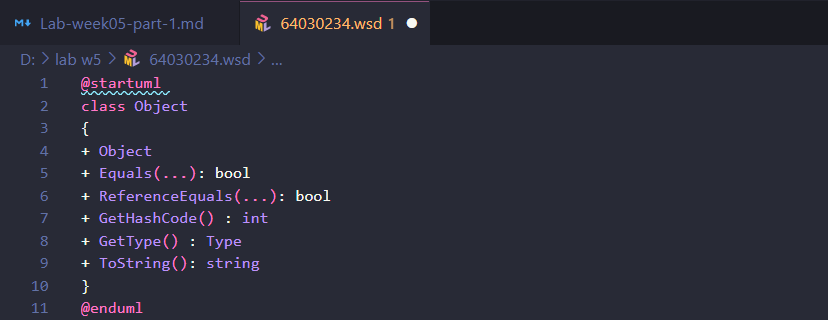 Lab-week05-part-1.md
64030234.wsd 1
D: > lab w5 > 64030234.wsd > ...
1 @startuml
2 class Object
3 {
4 + Object
5 + Equals(...): bool
6 + ReferenceEquals(...): bool
7 + GetHashCode() : int
8 + GetType() : Type
9 + ToString(): string
10 }
11 @enduml